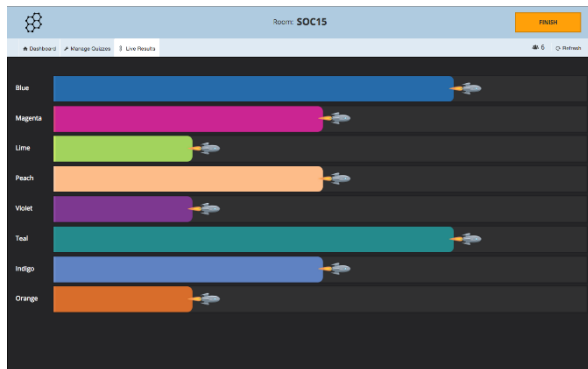 Room: SOC15
FINISH
Dashboard Manage Quizzes Live Results 6 Refresh
Blue
Magenta
Lime
Peach
Violet
Teal
Indigo
Orange